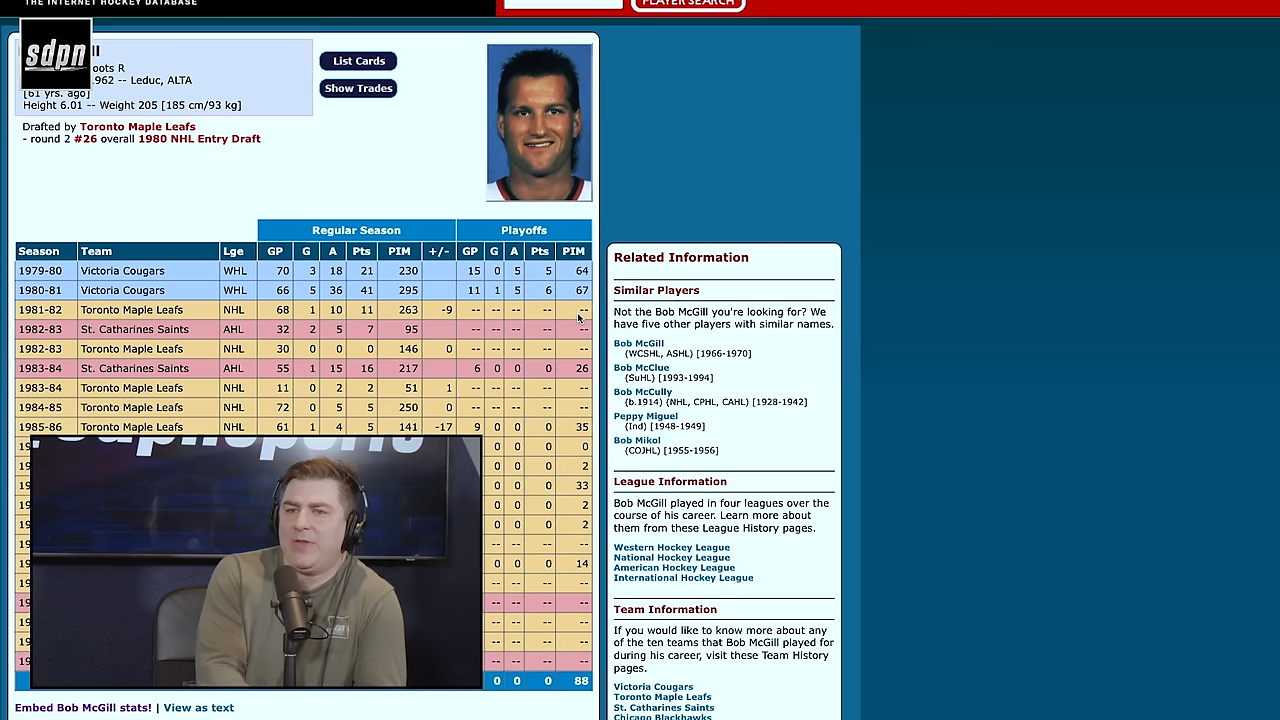 THE INTERNET HOCKEY DATABASE
PLAYER SEARCH
sdpn
ll
oots R
962 -- Leduc, ALTA
[61 yrs. ago]
Height 6.01 -- Weight 205 [185 cm/93 kg]
List Cards
Show Trades
Drafted by Toronto Maple Leafs
- round 2 #26 overall 1980 NHL Entry Draft
Regular Season Playoffs
Season Team Lge GP G A Pts PIM +/- GP G A Pts PIM
1979-80 Victoria Cougars WHL 70 3 18 21 230 15 0 5 5 64
1980-81 Victoria Cougars WHL 66 5 36 41 295 11 1 5 6 67
1981-82 Toronto Maple Leafs NHL 68 1 10 11 263 -9 -- -- -- -- --
1982-83 St. Catharines Saints AHL 32 2 5 7 95 -- -- -- -- --
1982-83 Toronto Maple Leafs NHL 30 0 0 0 146 0 -- -- -- -- --
1983-84 St. Catharines Saints AHL 55 1 15 16 217 6 0 0 0 26
1983-84 Toronto Maple Leafs NHL 11 0 2 2 51 1 -- -- -- -- --
1984-85 Toronto Maple Leafs NHL 72 0 5 5 250 0 -- -- -- -- --
1985-86 Toronto Maple Leafs NHL 61 1 4 5 141 -17 9 0 0 0 35
19 0 0 0 0
19 0 0 0 2
19 0 0 0 33
19 0 0 0 2
19 0 0 0 2
19 -- -- -- --
19 0 0 0 14
19 -- -- -- --
19 -- -- -- --
19 -- -- -- --
19 -- -- -- --
19 -- -- -- --
0 0 0 88
Embed Bob McGill stats! | View as text
Related Information
Similar Players
Not the Bob McGill you're looking for? We
have five other players with similar names.
Bob McGill
(WCSHL, ASHL) [1966-1970]
Bob McClue
(SuHL) [1993-1994]
Bob McCully
(b.1914) (NHL, CPHL, CAHL) [1928-1942]
Peppy Miguel
(Ind) [1948-1949]
Bob Mikol
(COJHL) [1955-1956]
League Information
Bob McGill played in four leagues over the
course of his career. Learn more about
them from these League History pages.
Western Hockey League
National Hockey League
American Hockey League
International Hockey League
Team Information
If you would like to know more about any
of the ten teams that Bob McGill played for
during his career, visit these Team History
pages.
Victoria Cougars
Toronto Maple Leafs
St. Catharines Saints
Chicago Blackhawks